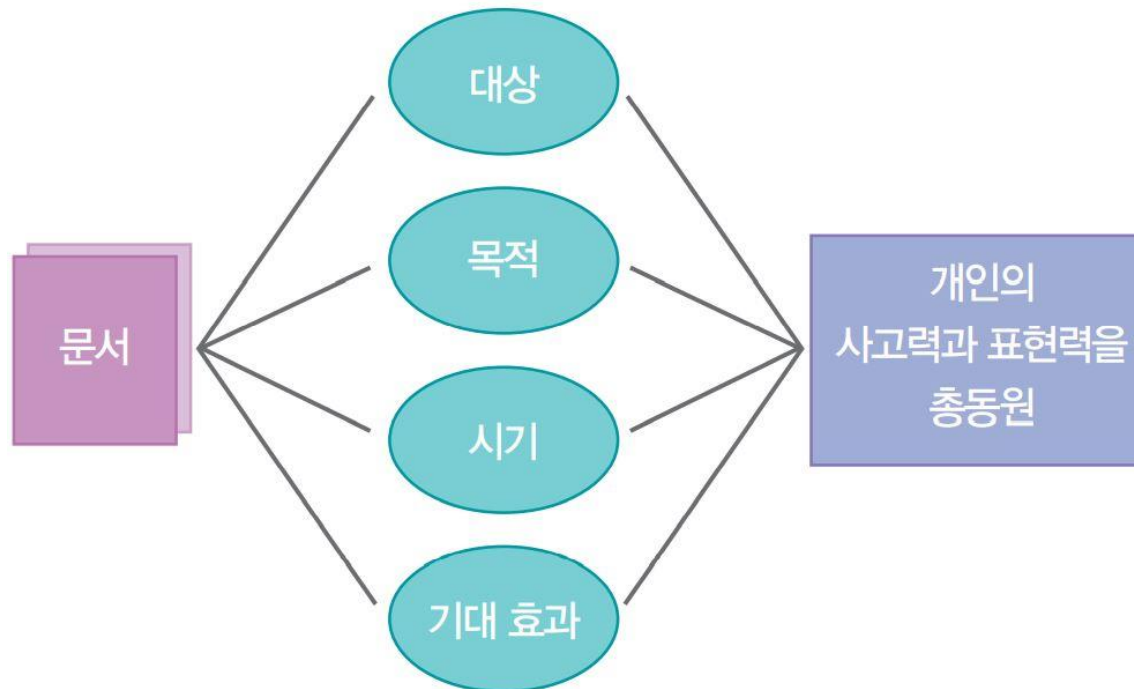 문서
대상
목적
시기
기대 효과
개인의
사고력과 표현력을
총동원